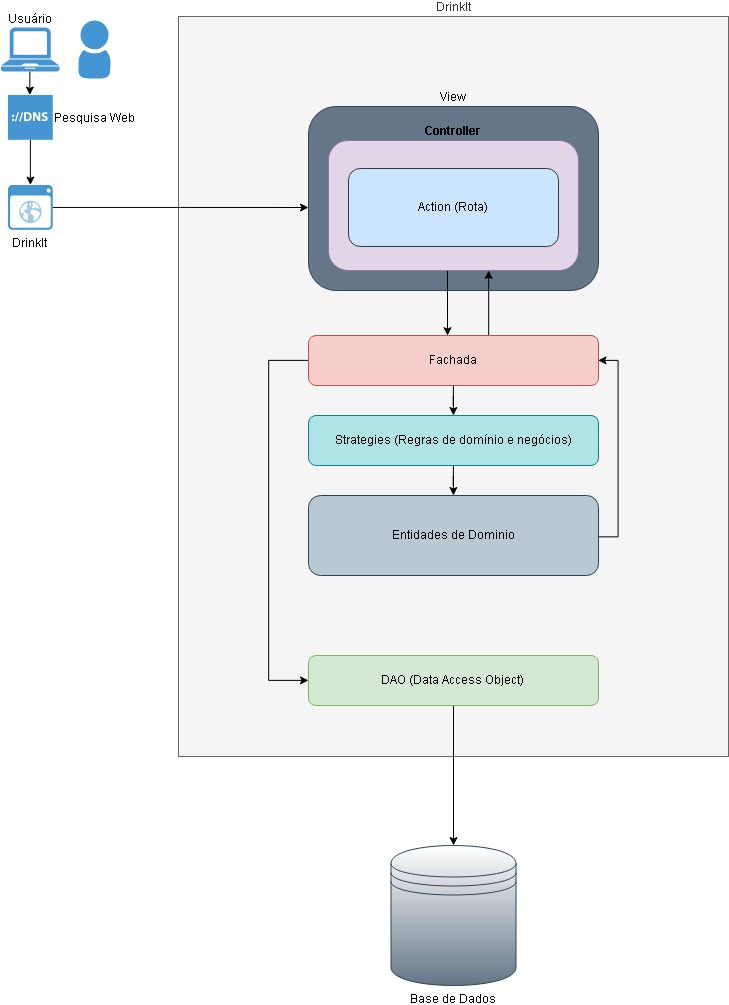 DrinkIt
Usuário
://DNS
Pesquisa Web
DrinkIt
View
Controller
Action (Rota)
Fachada
Strategies (Regras de domínio e negócios)
Entidades de Dominio
DAO (Data Access Object)
Base de Dados